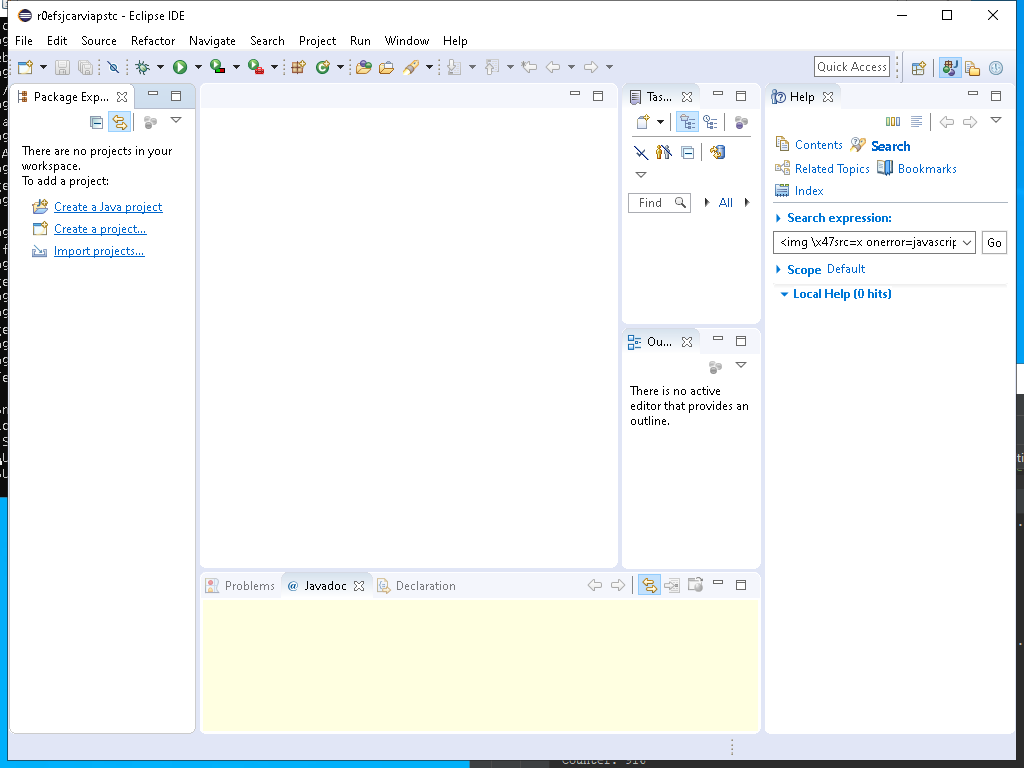 r0efsjcarviapstc - Eclipse IDE
File Edit Source Refactor Navigate Search Project Run Window Help
Quick Access
Package Exp...
There are no projects in your
workspace.
To add a project:
Create a Java project
Create a project...
Import projects...
Tas...
Find
All
Ou...
There is no active
editor that provides an
outline.
Help
Contents
Search
Related Topics
Bookmarks
Index
Search expression:
<img \x47src=x onerror=javascrip
Go
Scope Default
Local Help (0 hits)
Problems
@ Javadoc
Declaration